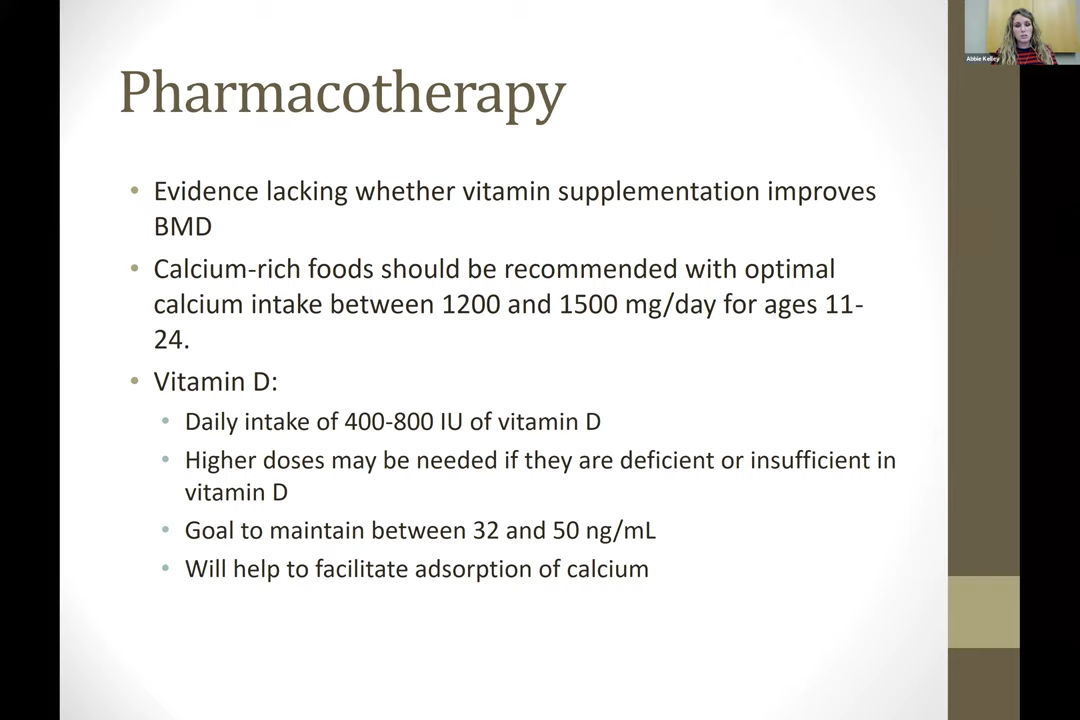 Pharmacotherapy
• Evidence lacking whether vitamin supplementation improves
BMD
• Calcium-rich foods should be recommended with optimal
calcium intake between 1200 and 1500 mg/day for ages 11-
24.
• Vitamin D:
• Daily intake of 400-800 IU of vitamin D
• Higher doses may be needed if they are deficient or insufficient in
vitamin D
• Goal to maintain between 32 and 50 ng/mL
• Will help to facilitate adsorption of calcium
Abbie Kelley